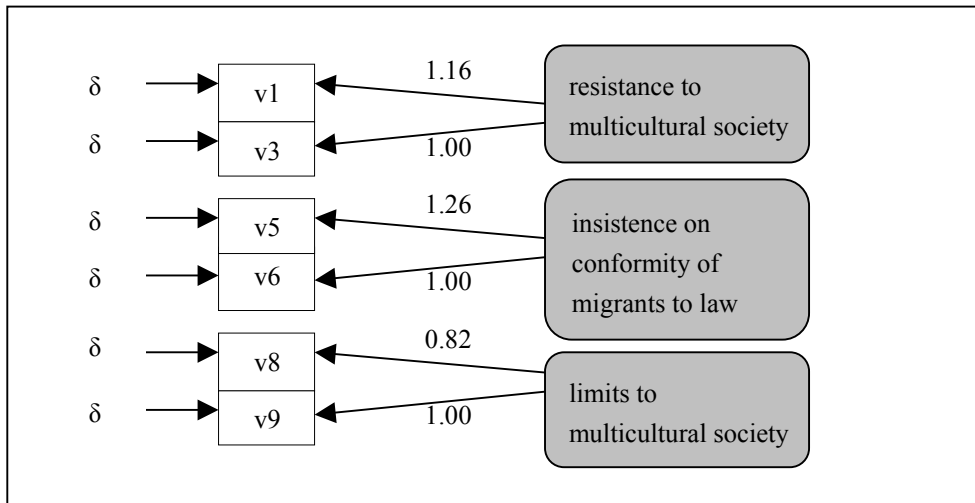 δ
v1
1.16
resistance to
multicultural society
δ
v3
1.00
δ
v5
1.26
insistence on
conformity of
migrants to law
δ
v6
1.00
δ
v8
0.82
limits to
multicultural society
δ
v9
1.00